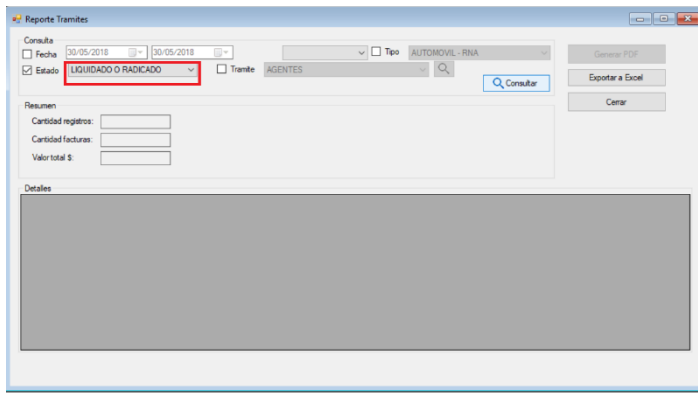 Reporte Tramites
Consulta
Fecha 30/05/2018 30/05/2018 Tipo AUTOMOVIL - RNA
Estado LIQUIDADO O RADICADO Tramite AGENTES
Consultar
Generar PDF
Exportar a Excel
Cerrar
Resumen
Cantidad registros:
Cantidad facturas:
Valor total $:
Detalles